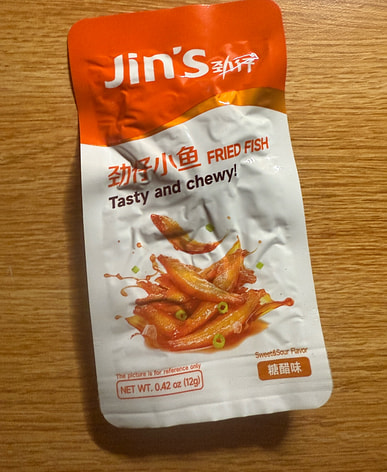 Jin's 劲仔
劲仔小鱼 FRIED FISH
Tasty and chewy!
The picture is for reference only
NET WT. 0.42 oz (12g)
Sweet&Sour Flavor
糖醋味